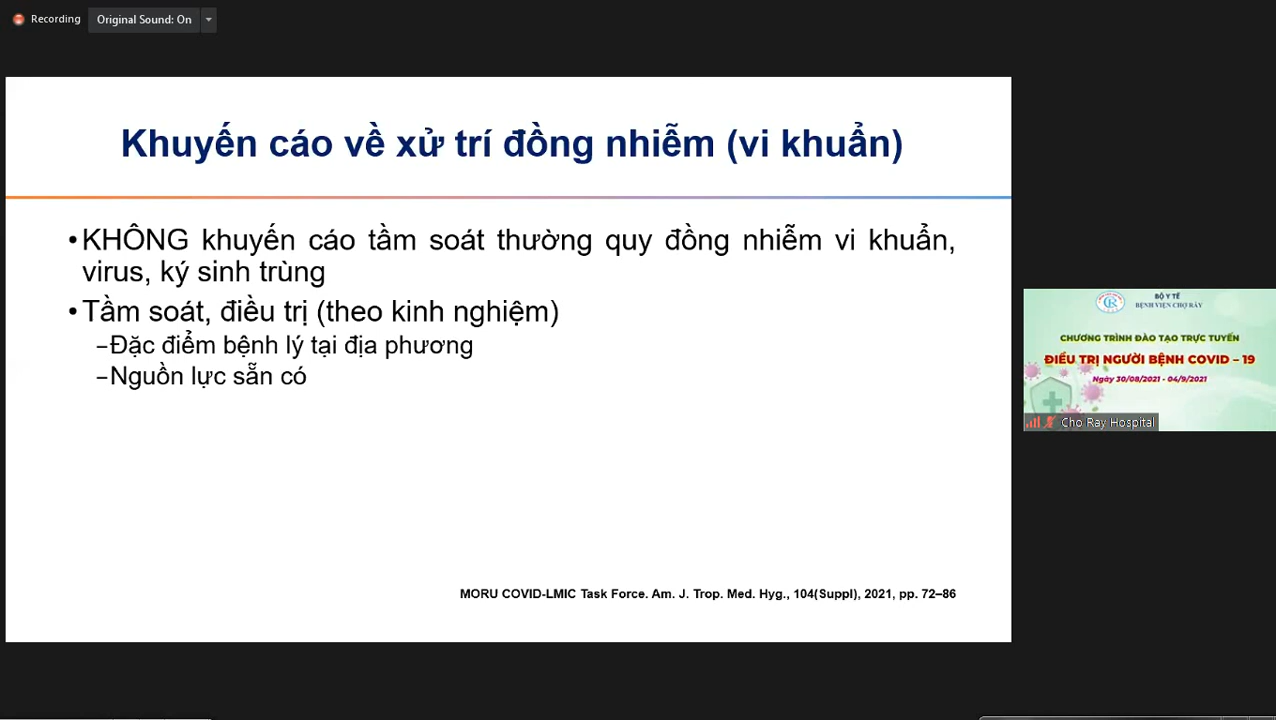 Recording
Original Sound: On
Khuyến cáo về xử trí đồng nhiễm (vi khuẩn)
•KHÔNG khuyến cáo tầm soát thường quy đồng nhiễm vi khuẩn,
virus, ký sinh trùng
•Tầm soát, điều trị (theo kinh nghiệm)
–Đặc điểm bệnh lý tại địa phương
–Nguồn lực sẵn có
MORU COVID-LMIC Task Force. Am. J. Trop. Med. Hyg., 104(Suppl), 2021, pp. 72–86
BỘ Y TẾ
BỆNH VIỆN CHỢ RẪY
CHƯƠNG TRÌNH ĐÀO TẠO TRỰC TUYẾN
ĐIỀU TRỊ NGƯỜI BỆNH COVID – 19
Ngày 30/08/2021 - 04/9/2021
Cho Ray Hospital